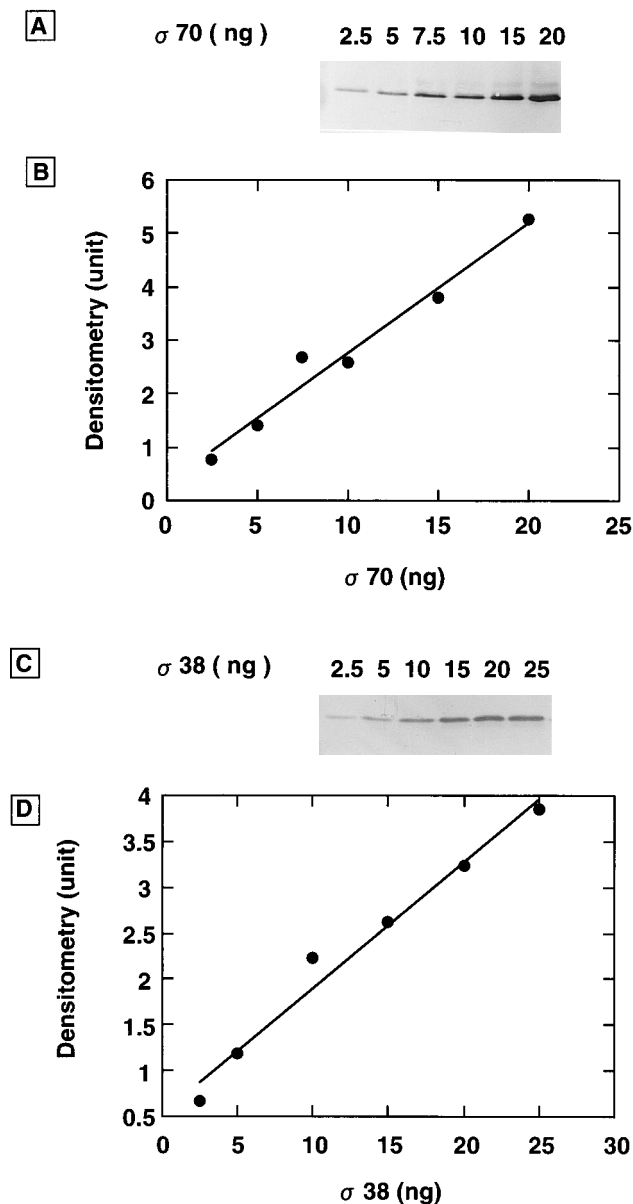 A
σ 70 ( ng )
2.5 5 7.5 10 15 20
B
6
5
4
3
2
1
0
Densitometry (unit)
0 5 10 15 20 25
σ 70 (ng)
C
σ 38 ( ng )
2.5 5 10 15 20 25
D
4
3.5
3
2.5
2
1.5
1
0.5
Densitometry (unit)
0 5 10 15 20 25 30
σ 38 (ng)